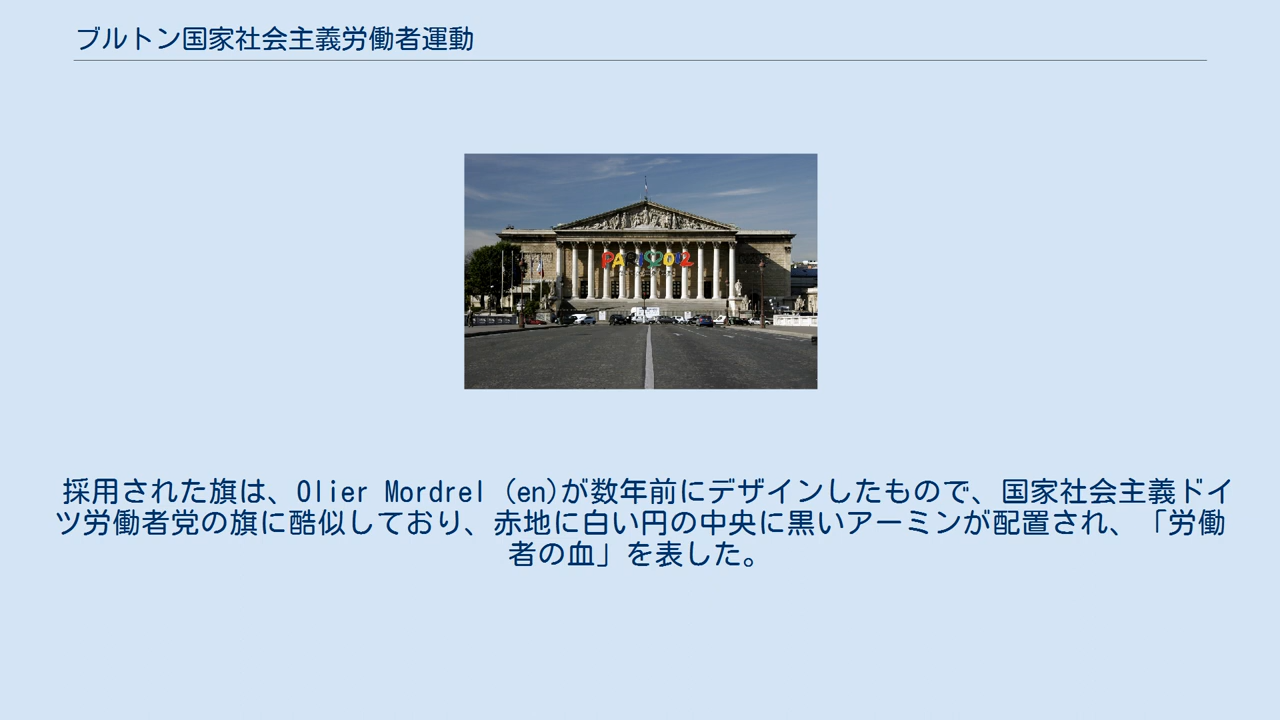 ブルトン国家社会主義労働者運動
PARIS2012
採用された旗は、Olier Mordrel (en)が数年前にデザインしたもので、国家社会主義ドイ
ツ労働者党の旗に酷似しており、赤地に白い円の中央に黒いアーミンが配置され、「労働
者の血」を表した。